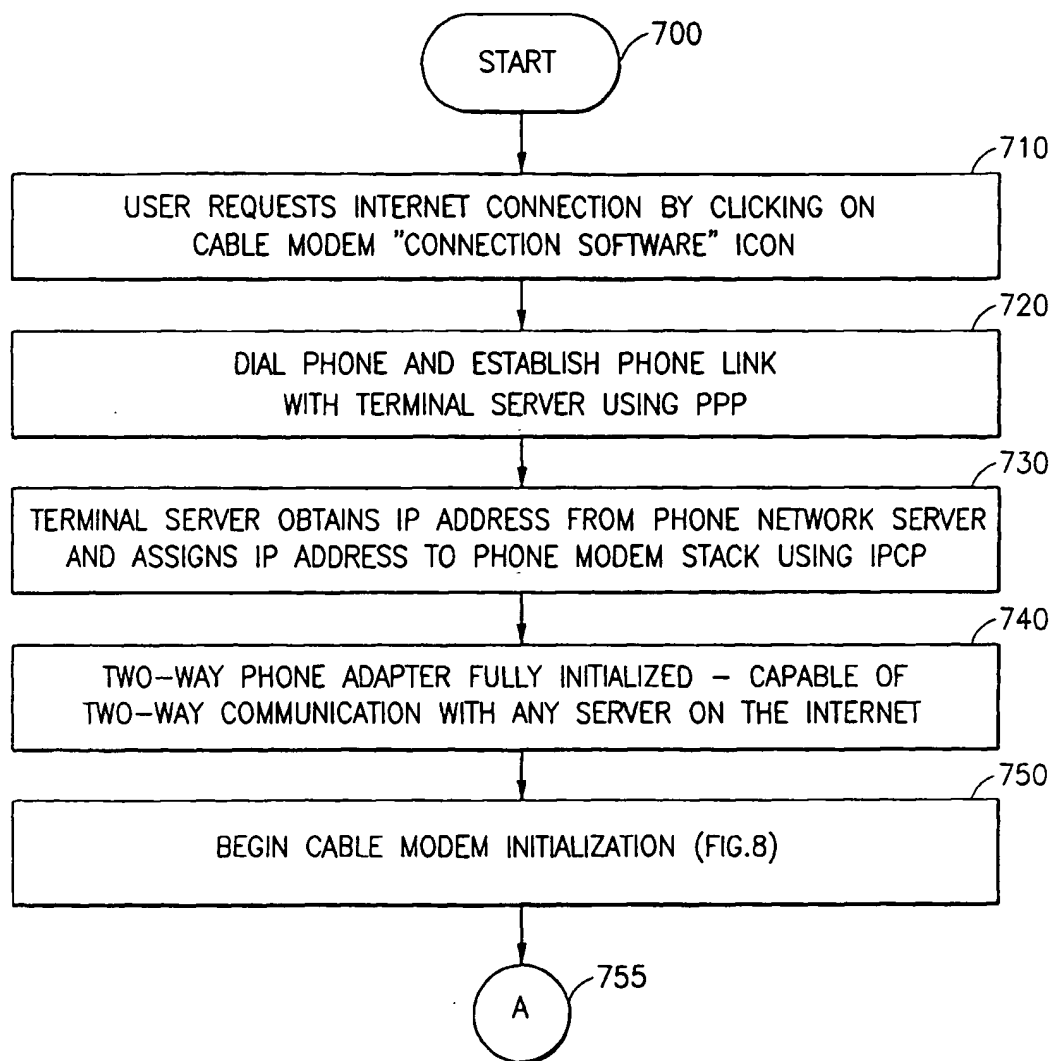 START
700
710
USER REQUESTS INTERNET CONNECTION BY CLICKING ON
CABLE MODEM "CONNECTION SOFTWARE" ICON
720
DIAL PHONE AND ESTABLISH PHONE LINK
WITH TERMINAL SERVER USING PPP
730
TERMINAL SERVER OBTAINS IP ADDRESS FROM PHONE NETWORK SERVER
AND ASSIGNS IP ADDRESS TO PHONE MODEM STACK USING IPCP
740
TWO-WAY PHONE ADAPTER FULLY INITIALIZED – CAPABLE OF
TWO-WAY COMMUNICATION WITH ANY SERVER ON THE INTERNET
750
BEGIN CABLE MODEM INITIALIZATION (FIG.8)
755
A